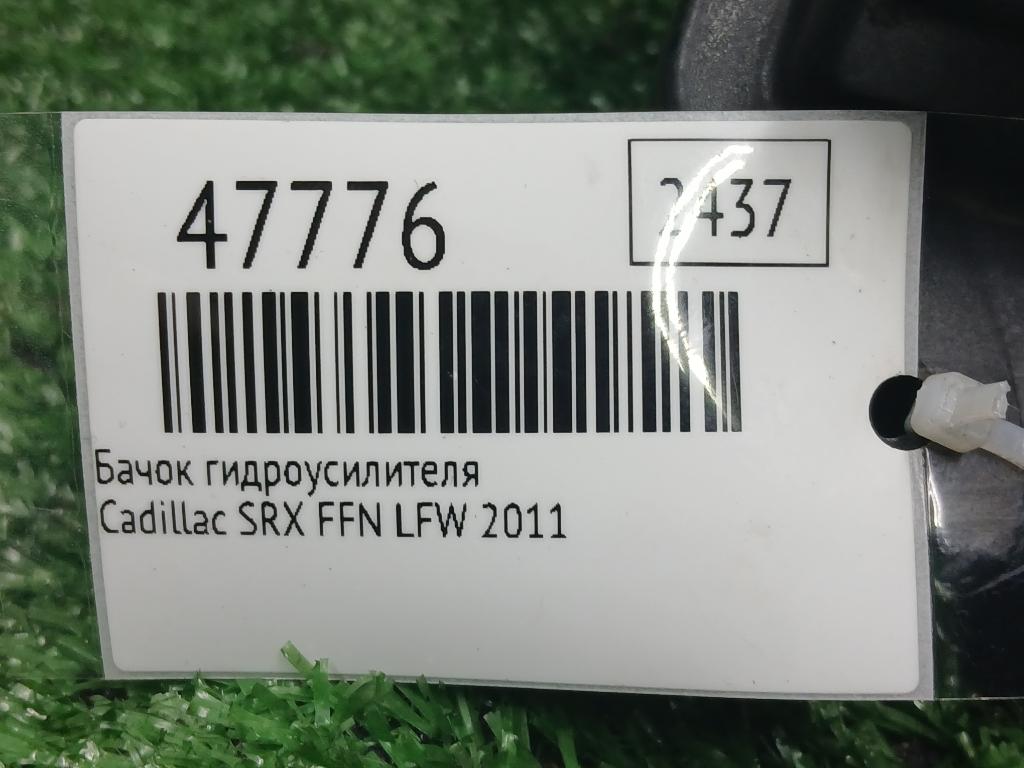 47776
2437
Бачок гидроусилителя
Cadillac SRX FFN LFW 2011